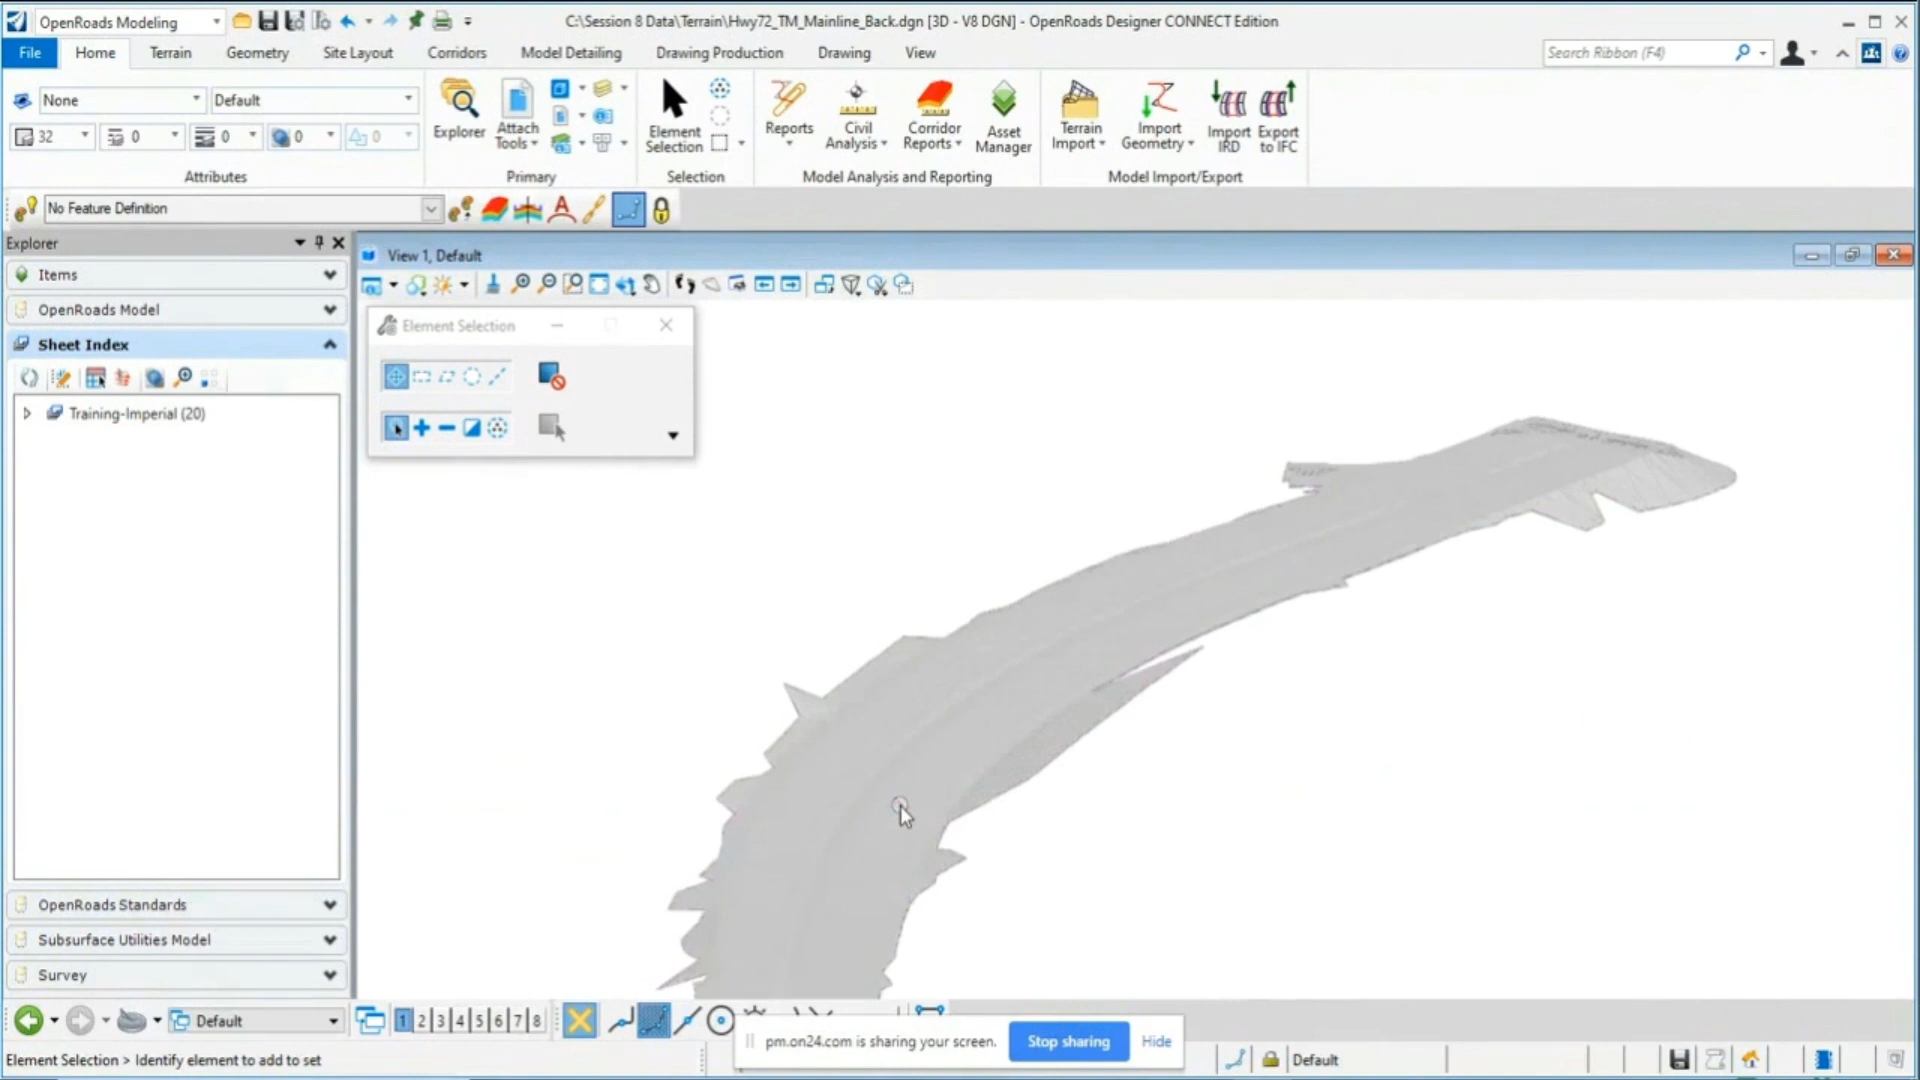 OpenRoads Modeling
C:\Session 8 Data\Terrain\Hwy72_TM_Mainline_Back.dgn [3D - V8 DGN] - OpenRoads Designer CONNECT Edition
File Home Terrain Geometry Site Layout Corridors Model Detailing Drawing Production Drawing View
Search Ribbon (F4)
None Default
32 0 0 0 0
Attributes
Explorer
Attach Tools
Primary
Element Selection
Selection
Reports
Civil Analysis
Corridor Reports
Asset Manager
Model Analysis and Reporting
Terrain Import
Import Geometry
Import IRD
Export to IFC
Model Import/Export
No Feature Definition
Explorer
Items
OpenRoads Model
Sheet Index
Training-Imperial (20)
OpenRoads Standards
Subsurface Utilities Model
Survey
View 1, Default
Element Selection
Default
1 2 3 4 5 6 7 8
pm.on24.com is sharing your screen. Stop sharing Hide
Element Selection > Identify element to add to set
Default